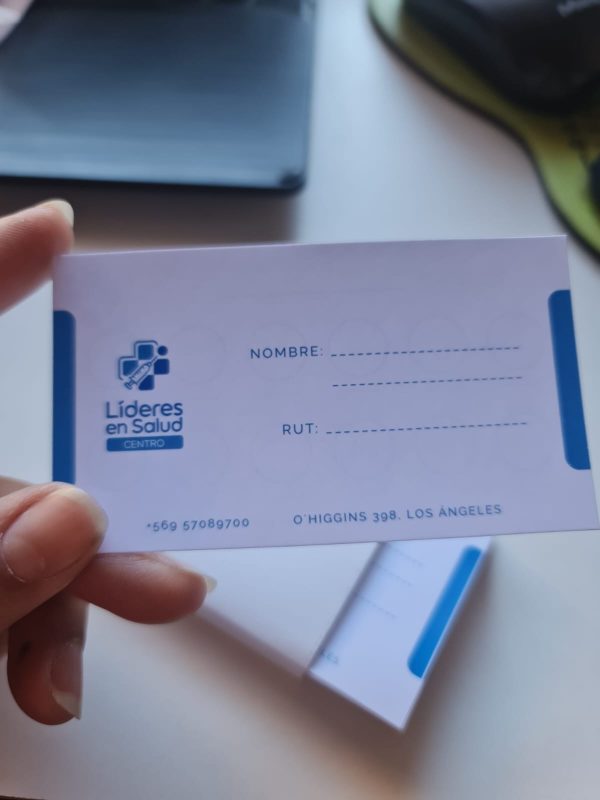 NOMBRE:
RUT:
Líderes
en Salud
CENTRO
+569 57089700
O'HIGGINS 398, LOS ÁNGELES